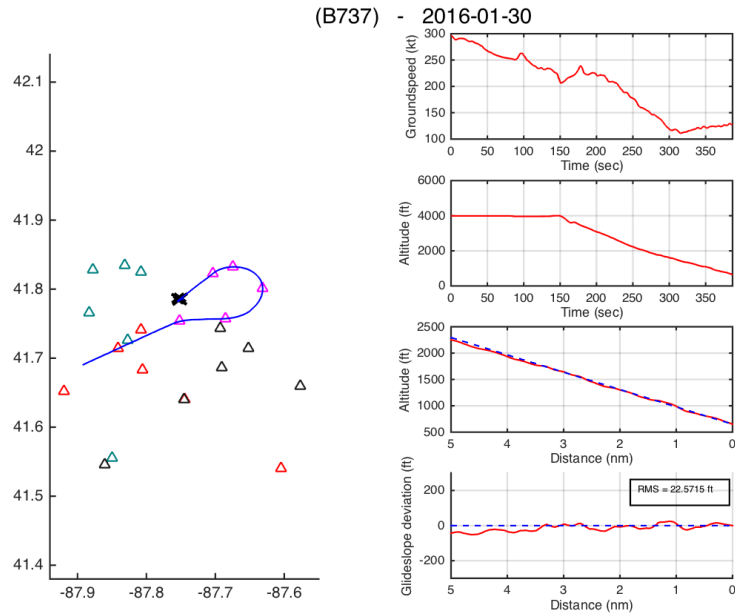 (B737) - 2016-01-30
42.1
42
41.9
41.8
41.7
41.6
41.5
41.4
-87.9 -87.8 -87.7 -87.6
Groundspeed (kt)
300
250
200
150
100
0 50 100 150 200 250 300 350
Time (sec)
Altitude (ft)
6000
4000
2000
0
0 50 100 150 200 250 300 350
Time (sec)
Altitude (ft)
2500
2000
1500
1000
500
5 4 3 2 1 0
Distance (nm)
Glideslope deviation (ft)
200
0
-200
RMS = 22.5715 ft
5 4 3 2 1 0
Distance (nm)